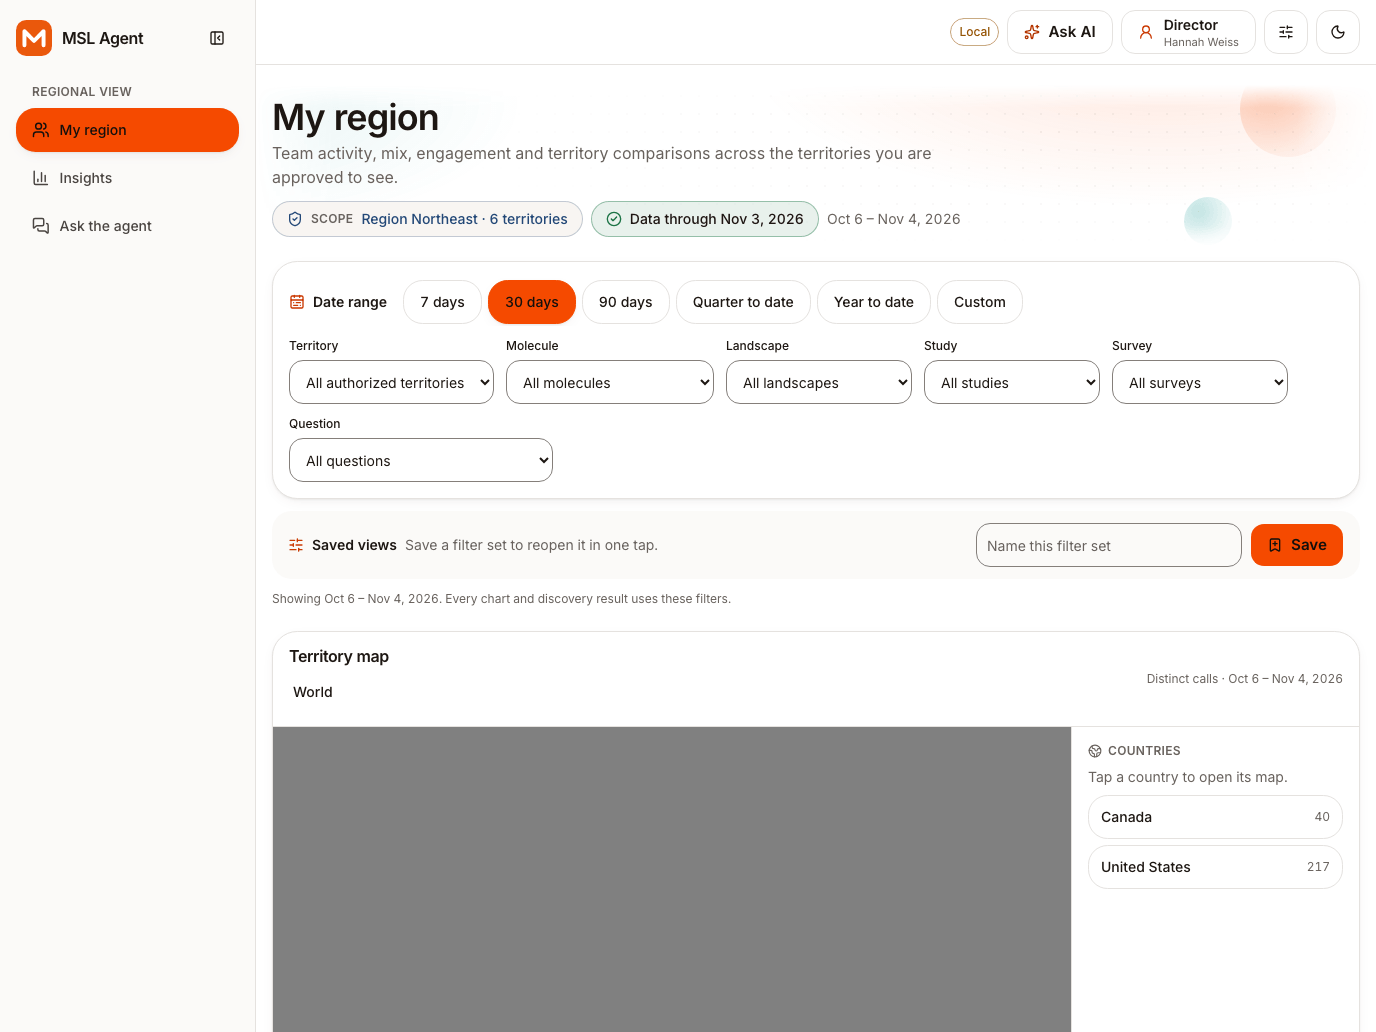 MSL Agent
REGIONAL VIEW
My region
Insights
Ask the agent
Local
Ask AI
Director
Hannah Weiss
My region
Team activity, mix, engagement and territory comparisons across the territories you are
approved to see.
SCOPE Region Northeast · 6 territories
Data through Nov 3, 2026
Oct 6 – Nov 4, 2026
Date range
7 days
30 days
90 days
Quarter to date
Year to date
Custom
Territory
All authorized territories
Molecule
All molecules
Landscape
All landscapes
Study
All studies
Survey
All surveys
Question
All questions
Saved views
Save a filter set to reopen it in one tap.
Name this filter set
Save
Showing Oct 6 – Nov 4, 2026. Every chart and discovery result uses these filters.
Territory map
World
Distinct calls · Oct 6 – Nov 4, 2026
COUNTRIES
Tap a country to open its map.
Canada 40
United States 217